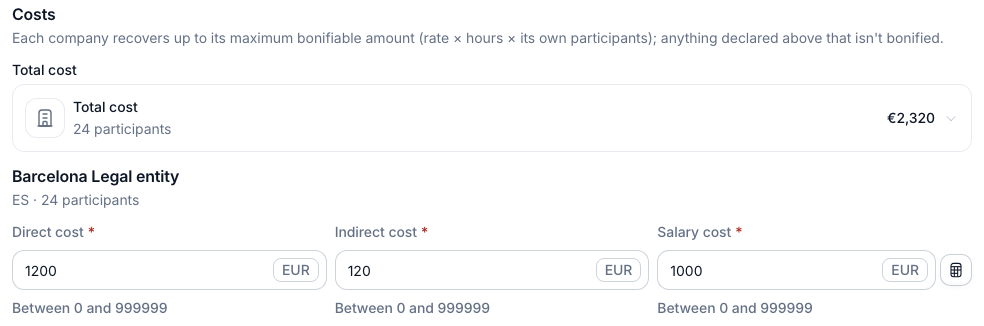 Costs
Each company recovers up to its maximum bonifiable amount (rate × hours × its own participants); anything declared above that isn't bonified.
Total cost
Total cost
24 participants
€2,320
Barcelona Legal entity
ES · 24 participants
Direct cost * Indirect cost * Salary cost *
1200 EUR 120 EUR 1000 EUR
Between 0 and 999999 Between 0 and 999999 Between 0 and 999999